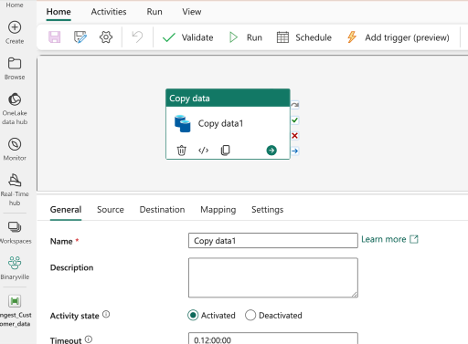 Home
Activities
Run
View
Validate
Run
Schedule
Add trigger (preview)
Home
Create
Browse
OneLake
data hub
Monitor
Real-Time
hub
Workspaces
Binaryville
ngest_Cust
omer_data
Copy data
Copy data1
General
Source
Destination
Mapping
Settings
Name *
Copy data1
Learn more
Description
Activity state
Activated
Deactivated
Timeout
0.12:00:00